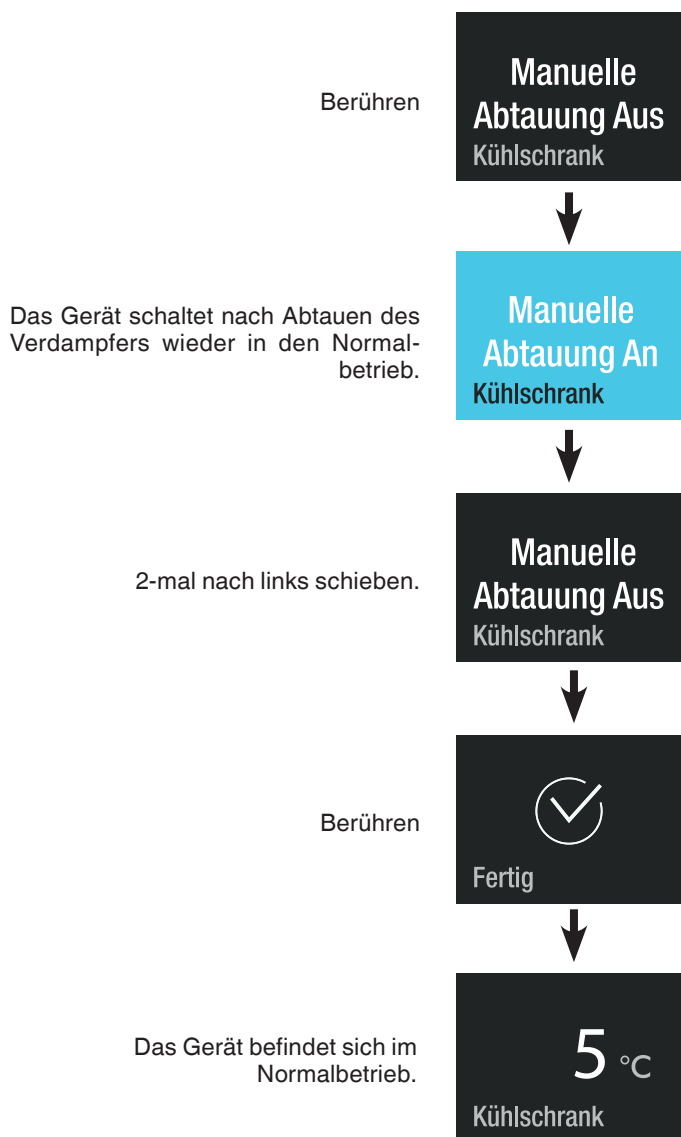 Berühren
Manuelle
Abtauung Aus
Kühlschrank
Das Gerät schaltet nach Abtauen des
Verdampfers wieder in den Normal-
betrieb.
Manuelle
Abtauung An
Kühlschrank
2-mal nach links schieben.
Manuelle
Abtauung Aus
Kühlschrank
Berühren
Fertig
Das Gerät befindet sich im
Normalbetrieb.
5 °C
Kühlschrank